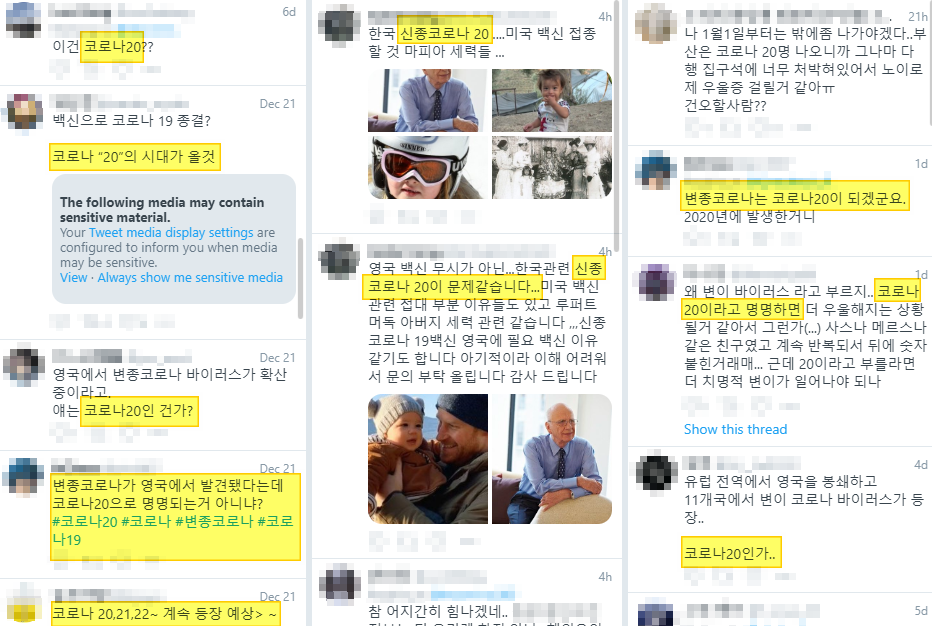 6d
이건 코로나20??
Dec 21
백신으로 코로나 19 종결?
코로나 "20"의 시대가 올것
The following media may contain
sensitive material.
Your Tweet media display settings are
configured to inform you when media
may be sensitive.
View · Always show me sensitive media
Dec 21
영국에서 변종코로나 바이러스가 확산
중이라고.
얘는 코로나20인 건가?
Dec 21
변종코로나가 영국에서 발견됐다는데
코로나20으로 명명되는거 아니냐?
#코로나20 #코로나 #변종코로나 #코로
나19
Dec 21
코로나 20,21,22~ 계속 등장 예상> ~
4h
한국 신종코로나 20....미국 백신 접종
할 것 마피아 세력들 ...
4h
영국 백신 무시가 아닌...한국관련 신종
코로나 20이 문제같습니다...미국 백신
관련 접대 부분 이유들도 있고 루퍼트
머독 아버지 세력 관련 같습니다 ,,,신종
코로나 19백신 영국에 필요 백신 이유
같기도 합니다 아기적이라 이해 어려워
서 문의 부탁 올립니다 감사 드립니다
4h
참 어지간히 힘나겠네..
21h
나 1월1일부터는 밖에좀 나가야겠다..부
산은 코로나 20명 나오니까 그나마 다
행 집구석에 너무 처박혀있어서 노이로
제 우울증 걸릴거 같아ㅠ
건오할사람??
1d
변종코로나는 코로나20이 되겠군요.
2020년에 발생한거니
1d
왜 변이 바이러스 라고 부르지.. 코로나
20이라고 명명하면 더 우울해지는 상황
될거 같아서 그런가(...) 사스나 메르스나
같은 친구였고 계속 반복되서 뒤에 숫자
붙힌거래매... 근데 20이라고 부를라면
더 치명적 변이가 일어나야 되나
Show this thread
4d
유럽 전역에서 영국을 봉쇄하고
11개국에서 변이 코로나 바이러스가 등
장..
코로나20인가..
5d